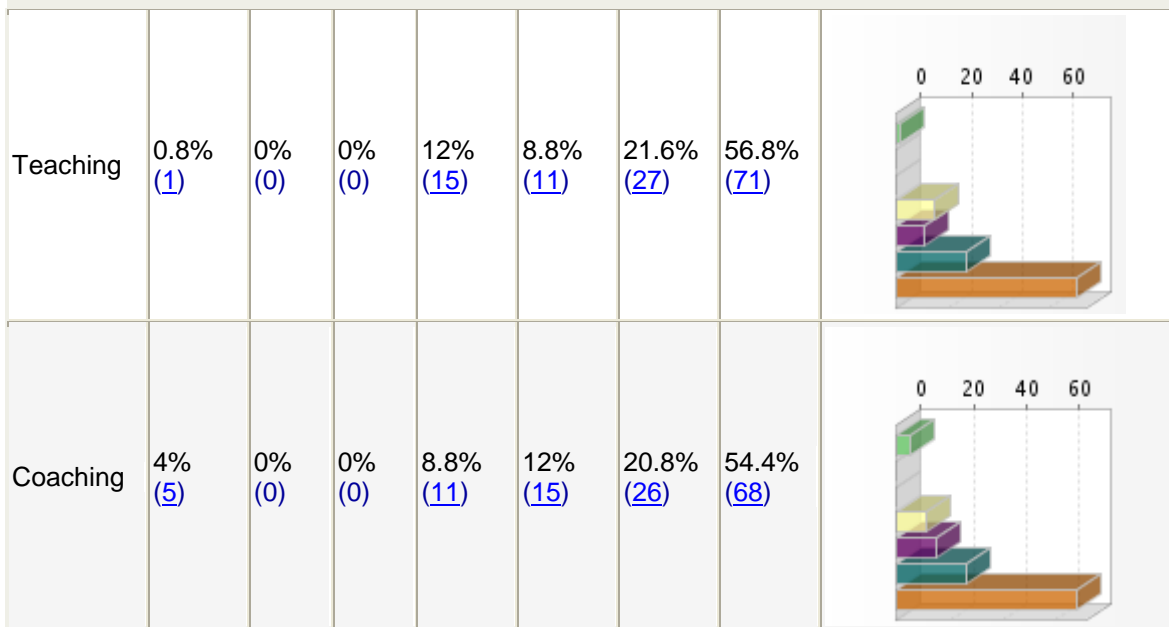 0 20 40 60
Teaching 0.8% 0% 0% 12% 8.8% 21.6% 56.8%
(1) (0) (0) (15) (11) (27) (71)
0 20 40 60
Coaching 4% 0% 0% 8.8% 12% 20.8% 54.4%
(5) (0) (0) (11) (15) (26) (68)